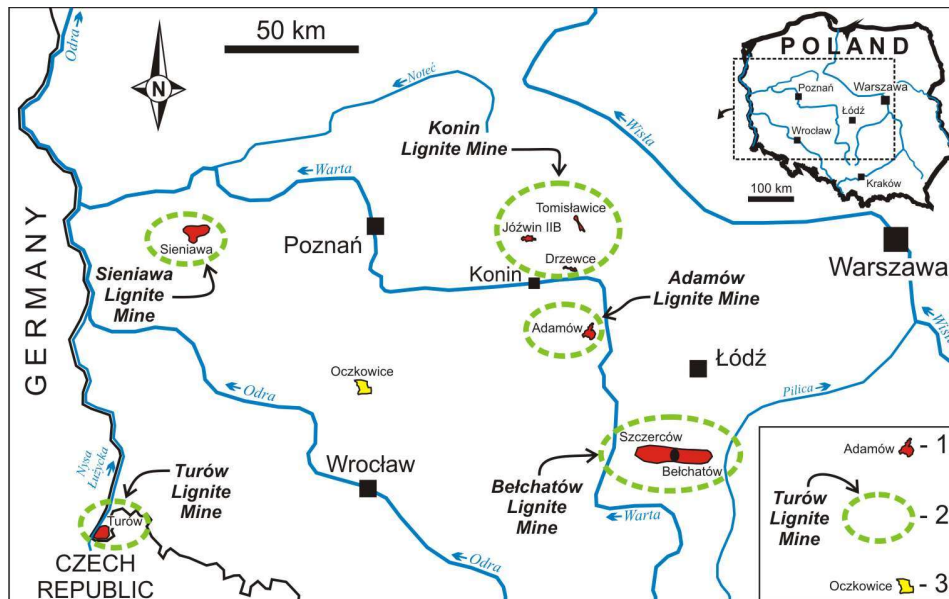 Odra
50 km
N
Noteć
Warta
Konin
Lignite Mine
Wisła
POLAND
Poznań
Warszawa
Łódź
Wrocław
Kraków
100 km
Tomisławice
Jóźwin IIB
Drzewce
Sieniawa
Poznań
Konin
Warszawa
GERMANY
Sieniawa
Lignite
Mine
Adamów
Lignite Mine
Adamów
Wisła
Łódź
Oczkowice
Odra
Pilica
Szczerców
Bełchatów
Nysa
Łużycka
Turów
Lignite
Mine
Wrocław
Bełchatów
Lignite
Mine
Turów
Warta
Odra
CZECH
REPUBLIC
Adamów - 1
Turów
Lignite
Mine
- 2
Oczkowice - 3